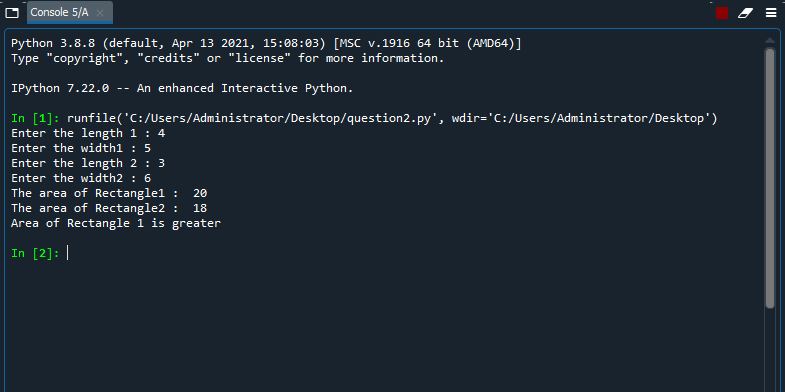 Console 5/A
Python 3.8.8 (default, Apr 13 2021, 15:08:03) [MSC v.1916 64 bit (AMD64)]
Type "copyright", "credits" or "license" for more information.
IPython 7.22.0 -- An enhanced Interactive Python.
In [1]: runfile('C:/Users/Administrator/Desktop/question2.py', wdir='C:/Users/Administrator/Desktop')
Enter the length 1 : 4
Enter the width1 : 5
Enter the length 2 : 3
Enter the width2 : 6
The area of Rectangle1 :  20
The area of Rectangle2 :  18
Area of Rectangle 1 is greater
In [2]: